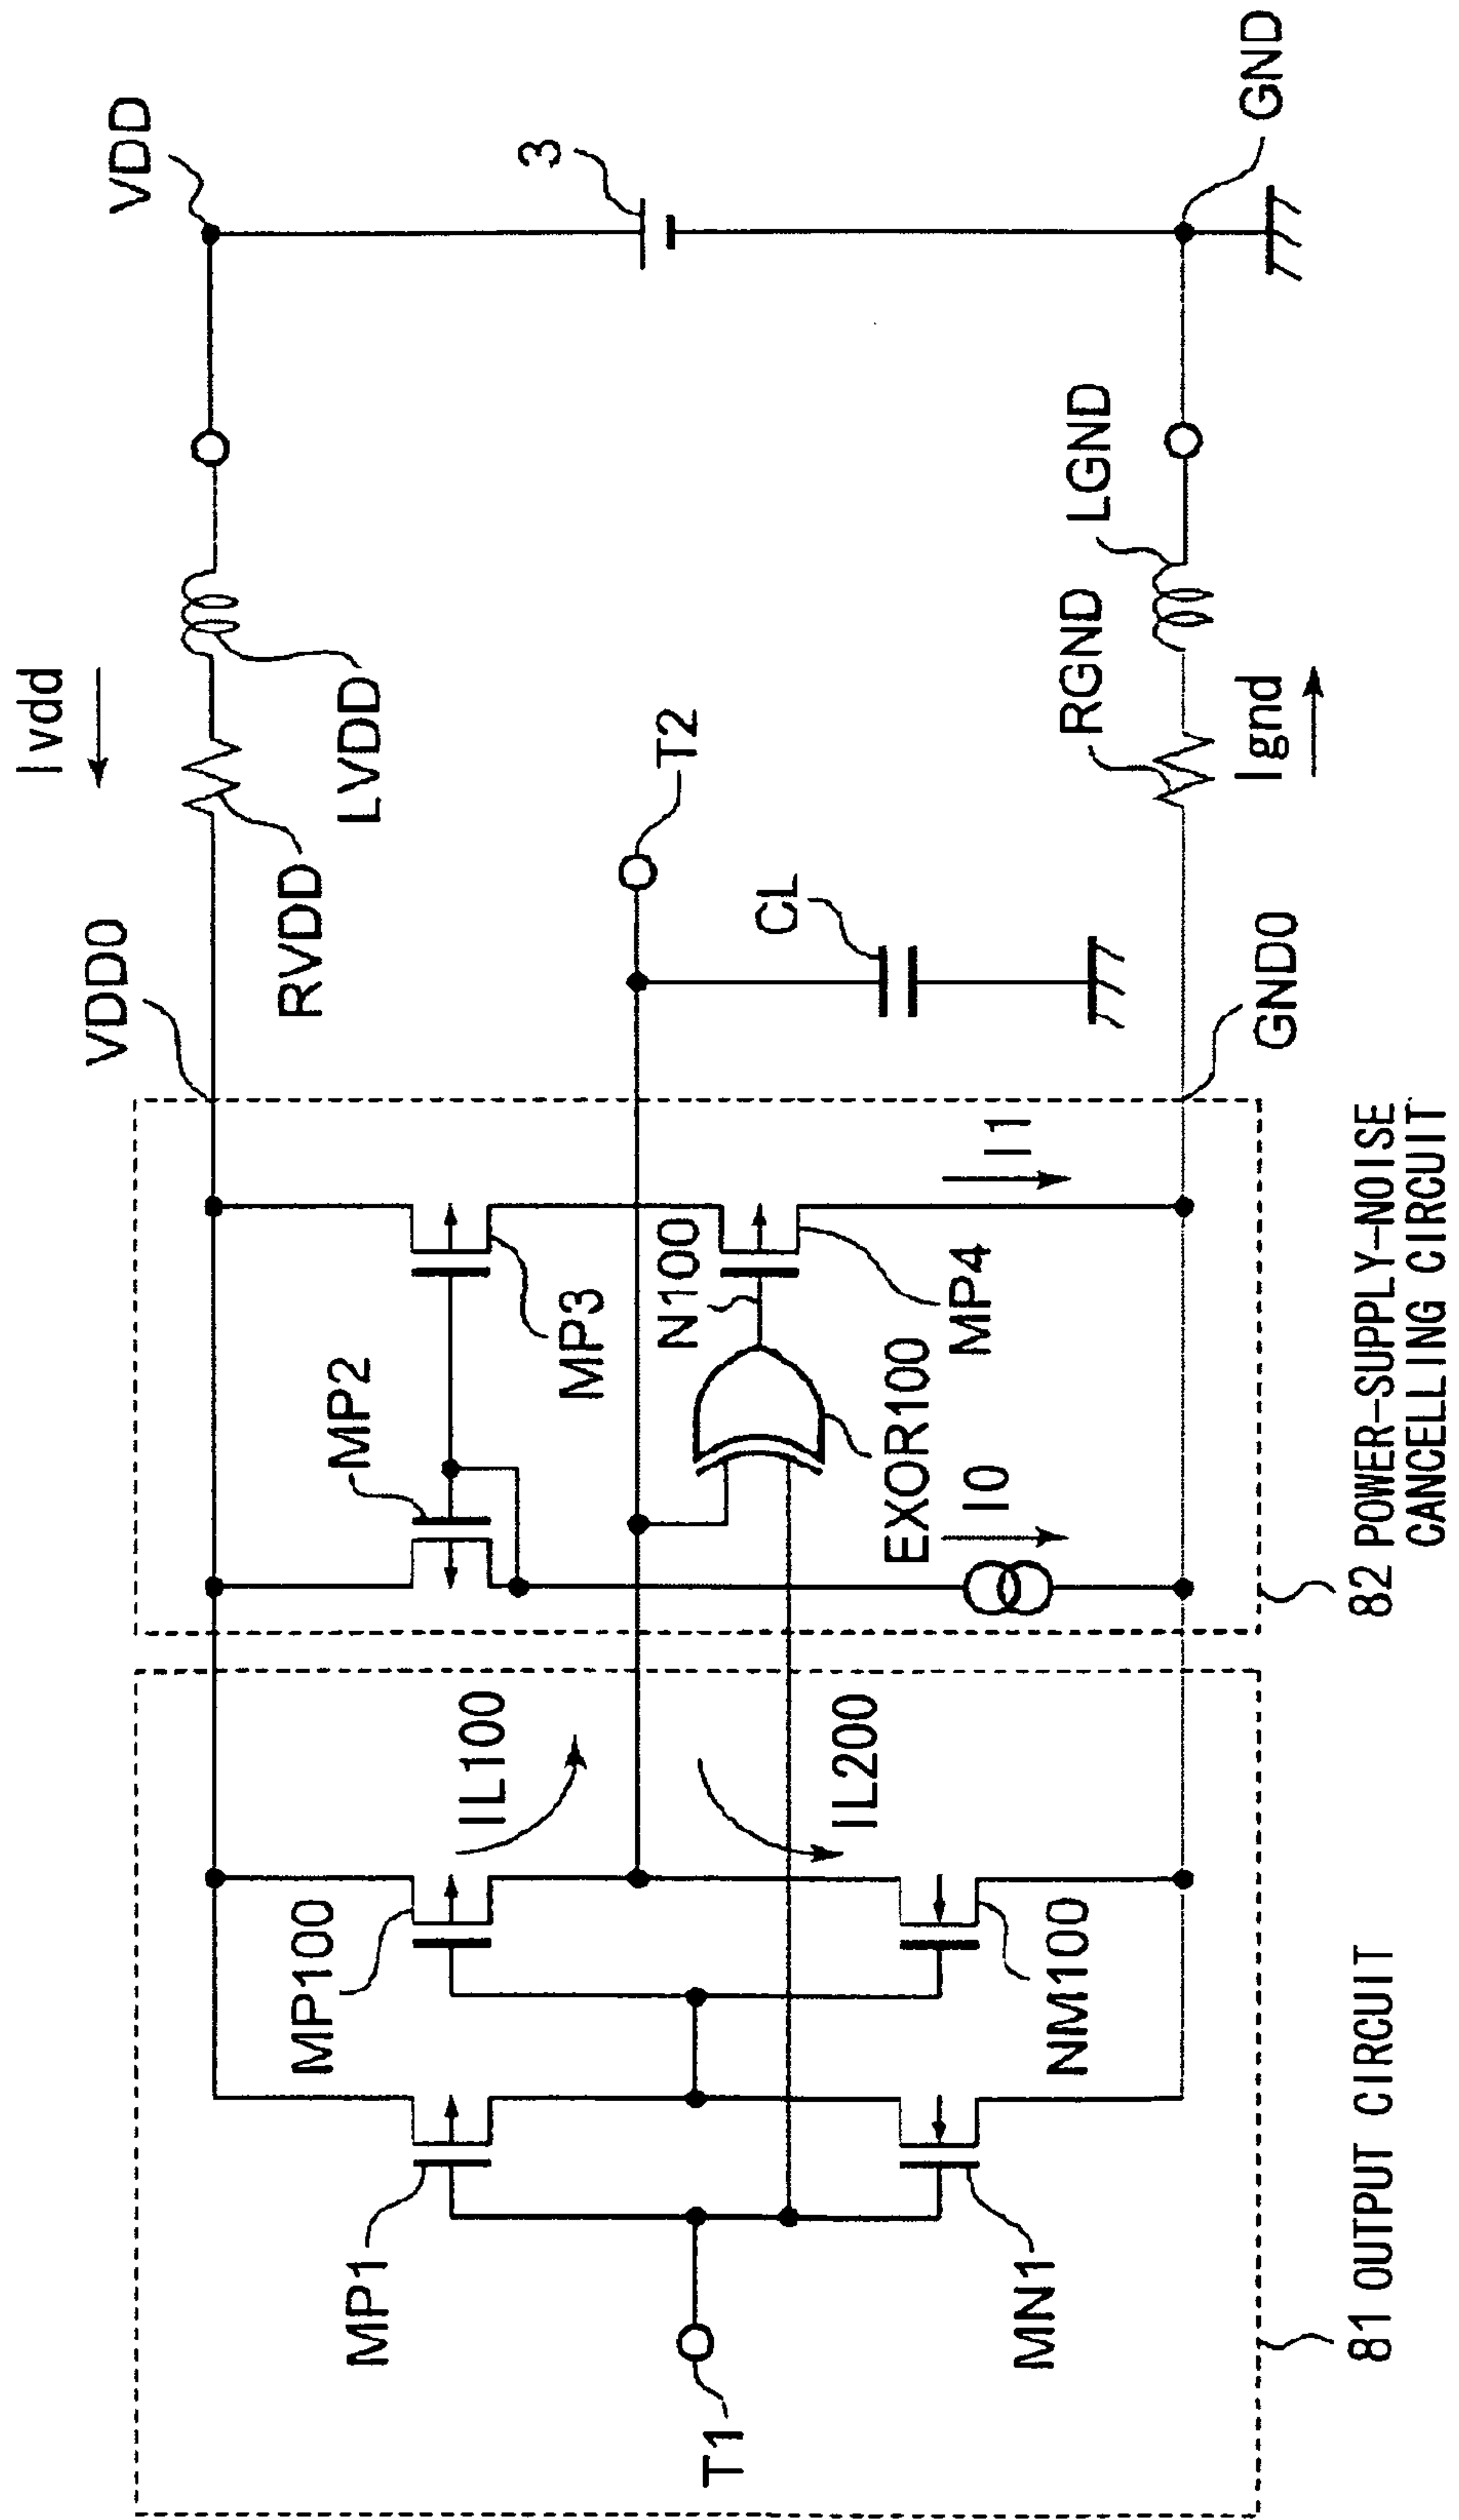 Ivdd
VDD
VDD0
RVDD
LVDD
3
MP2
MP3
T2
IL100
MP100
MP1
N100
CL
T1
EXOR100
MP4
IL200
I0
I1
RGND
LGND
MN1
NM100
GND0
Ignd
GND
81 OUTPUT CIRCUIT
82 POWER-SUPPLY-NOISE
CANCELLING CIRCUIT